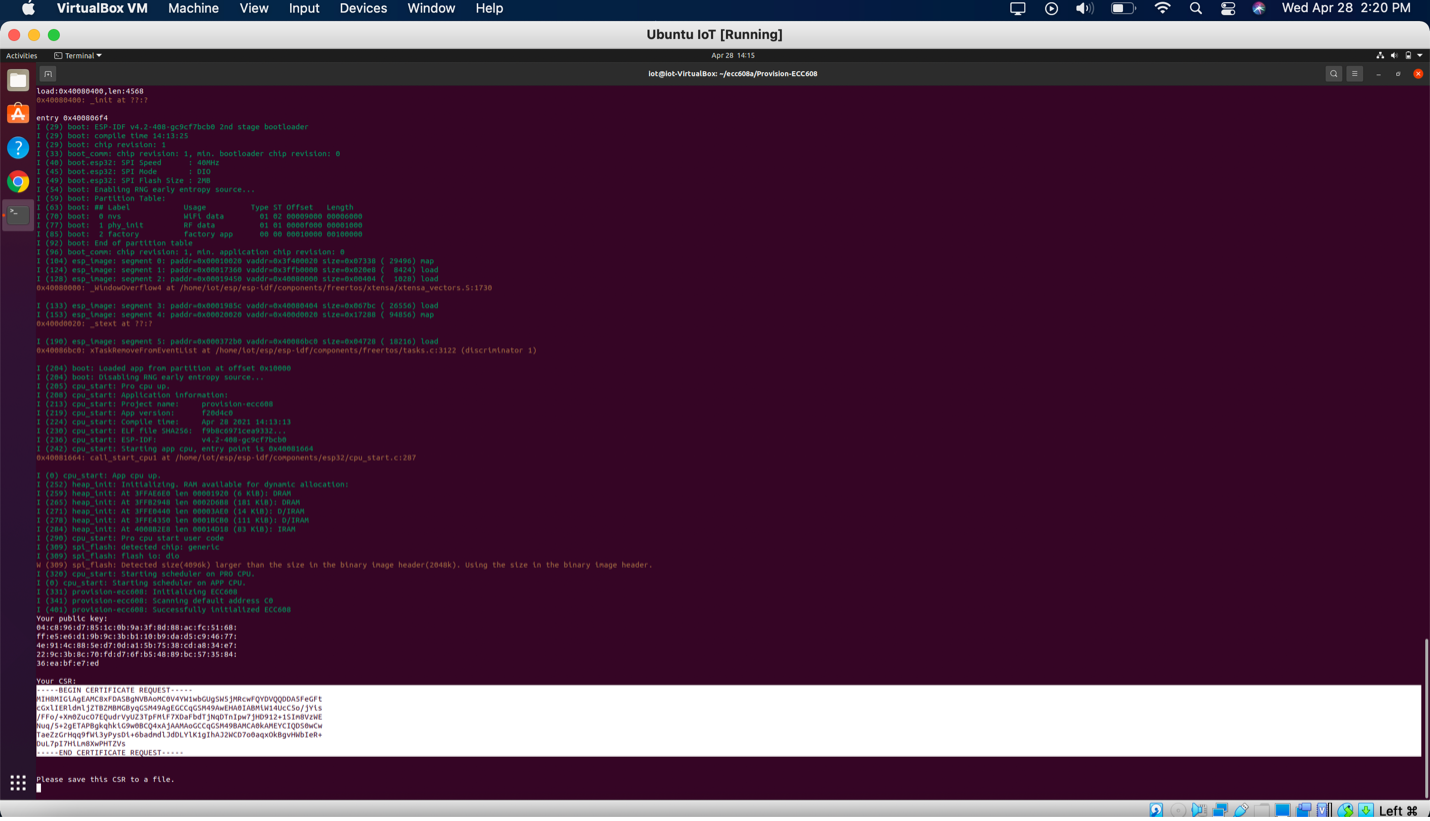 VirtualBox VM Machine View Input Devices Window Help Wed Apr 28 2:20 PM
Ubuntu IoT [Running]
Activities Terminal Apr 28 14:15
iot@iot-VirtualBox: ~/ecc608a/Provision-ECC608
load:0x40080400,len:4568
0x40080400: _init at ??:?
entry 0x400806f4
I (29) boot: ESP-IDF v4.2-408-gc9cf7bcb0 2nd stage bootloader
I (29) boot: compile time 14:13:25
I (29) boot: chip revision: 1
I (33) boot_comm: chip revision: 1, min. bootloader chip revision: 0
I (40) boot.esp32: SPI Speed : 40MHz
I (45) boot.esp32: SPI Mode : DIO
I (49) boot.esp32: SPI Flash Size : 2MB
I (54) boot: Enabling RNG early entropy source...
I (59) boot: Partition Table:
I (63) boot: ## Label Usage Type ST Offset Length
I (70) boot: 0 nvs WiFi data 01 02 00009000 00006000
I (77) boot: 1 phy_init RF data 01 01 0000f000 00001000
I (85) boot: 2 factory factory app 00 00 00010000 00100000
I (92) boot: End of partition table
I (96) boot_comm: chip revision: 1, min. application chip revision: 0
I (104) esp_image: segment 0: paddr=0x00010020 vaddr=0x3f400020 size=0x07338 ( 29496) map
I (124) esp_image: segment 1: paddr=0x00017360 vaddr=0x3ffb0000 size=0x020e8 ( 8424) load
I (128) esp_image: segment 2: paddr=0x00019450 vaddr=0x40080000 size=0x00404 ( 1028) load
0x40080000: _WindowOverflow4 at /home/iot/esp/esp-idf/components/freertos/xtensa/xtensa_vectors.S:1730
I (133) esp_image: segment 3: paddr=0x0001985c vaddr=0x40080404 size=0x067bc ( 26556) load
I (153) esp_image: segment 4: paddr=0x00020020 vaddr=0x400d0020 size=0x17288 ( 94856) map
0x400d0020: _stext at ??:?
I (190) esp_image: segment 5: paddr=0x000372b0 vaddr=0x40086bc0 size=0x04728 ( 18216) load
0x40086bc0: xTaskRemoveFromEventList at /home/iot/esp/esp-idf/components/freertos/tasks.c:3122 (discriminator 1)
I (204) boot: Loaded app from partition at offset 0x10000
I (204) boot: Disabling RNG early entropy source...
I (205) cpu_start: Pro cpu up.
I (208) cpu_start: Application information:
I (213) cpu_start: Project name: provision-ecc608
I (219) cpu_start: App version: f20d4c0
I (224) cpu_start: Compile time: Apr 28 2021 14:13:13
I (230) cpu_start: ELF file SHA256: f9b8c6971cea9332...
I (236) cpu_start: ESP-IDF: v4.2-408-gc9cf7bcb0
I (242) cpu_start: Starting app cpu, entry point is 0x40081664
0x40081664: call_start_cpu1 at /home/iot/esp/esp-idf/components/esp32/cpu_start.c:287
I (0) cpu_start: App cpu up.
I (252) heap_init: Initializing. RAM available for dynamic allocation:
I (259) heap_init: At 3FFAE6E0 len 00001920 (6 KiB): DRAM
I (265) heap_init: At 3FFB2948 len 0002D6B8 (181 KiB): DRAM
I (271) heap_init: At 3FFE0440 len 00003AE0 (14 KiB): D/IRAM
I (278) heap_init: At 3FFE4350 len 0001BCB0 (111 KiB): D/IRAM
I (284) heap_init: At 4008B2E8 len 00014D18 (83 KiB): IRAM
I (290) cpu_start: Pro cpu start user code
I (309) spi_flash: detected chip: generic
I (309) spi_flash: flash io: dio
W (309) spi_flash: Detected size(4096k) larger than the size in the binary image header(2048k). Using the size in the binary image header.
I (320) cpu_start: Starting scheduler on PRO CPU.
I (0) cpu_start: Starting scheduler on APP CPU.
I (331) provision-ecc608: Initializing ECC608
I (341) provision-ecc608: Scanning default address C0
I (401) provision-ecc608: Successfully initialized ECC608
Your public key:
04:c8:96:d7:85:1c:0b:9a:3f:8d:88:ac:fc:51:68:
ff:e5:e6:d1:9b:9c:3b:b1:10:b9:da:d5:c9:46:77:
4e:91:4c:88:5e:d7:0d:a1:5b:75:38:cd:a8:34:e7:
22:9c:3b:8c:70:fd:d7:6f:b5:48:89:bc:57:35:84:
36:ea:bf:e7:ed
Your CSR:
-----BEGIN CERTIFICATE REQUEST-----
-----END CERTIFICATE REQUEST-----
Please save this CSR to a file.
Left ⌘